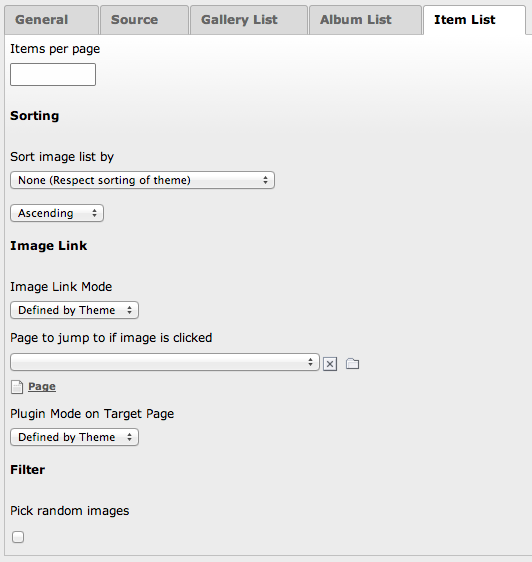 General Source Gallery List Album List Item List
Items per page
Sorting
Sort image list by
None (Respect sorting of theme)
Ascending
Image Link
Image Link Mode
Defined by Theme
Page to jump to if image is clicked
Page
Plugin Mode on Target Page
Defined by Theme
Filter
Pick random images